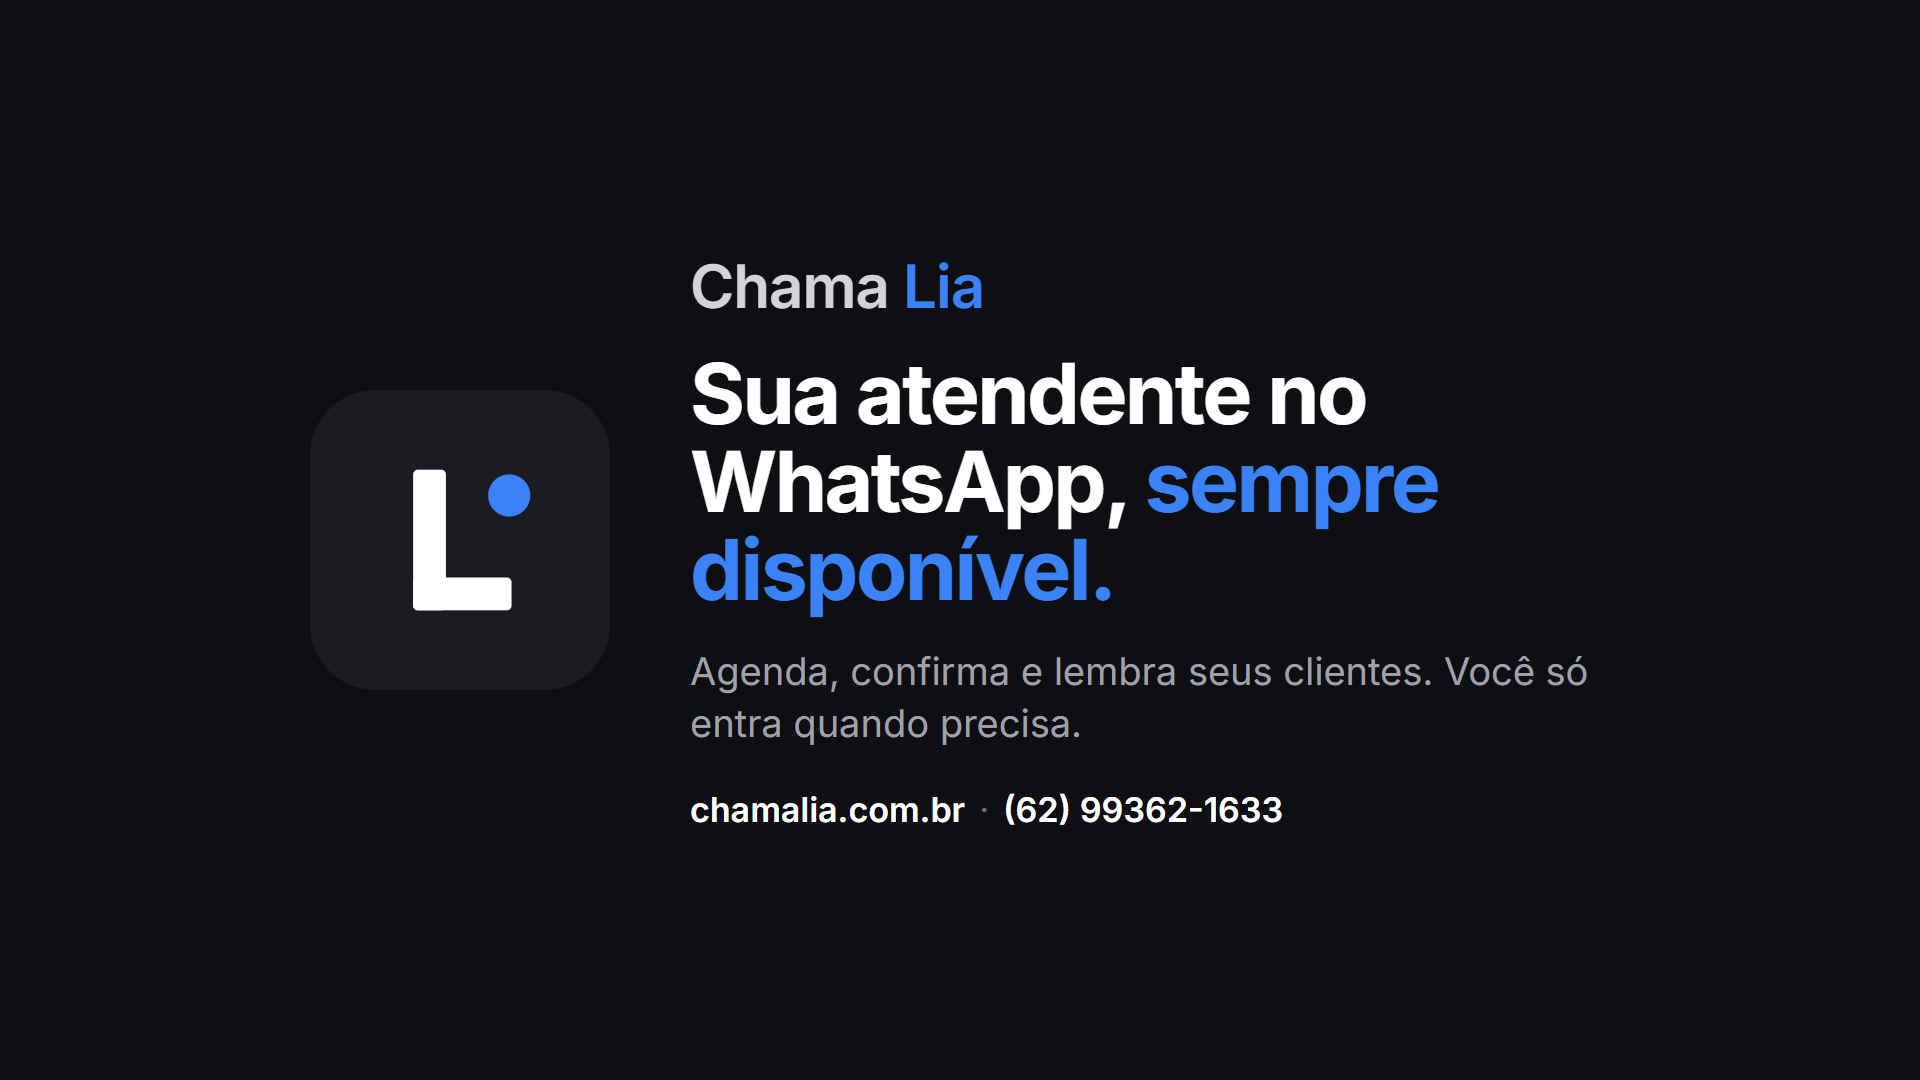 L
Chama Lia
Sua atendente no
WhatsApp, sempre
disponível.
Agenda, confirma e lembra seus clientes. Você só
entra quando precisa.
chamalia.com.br · (62) 99362-1633